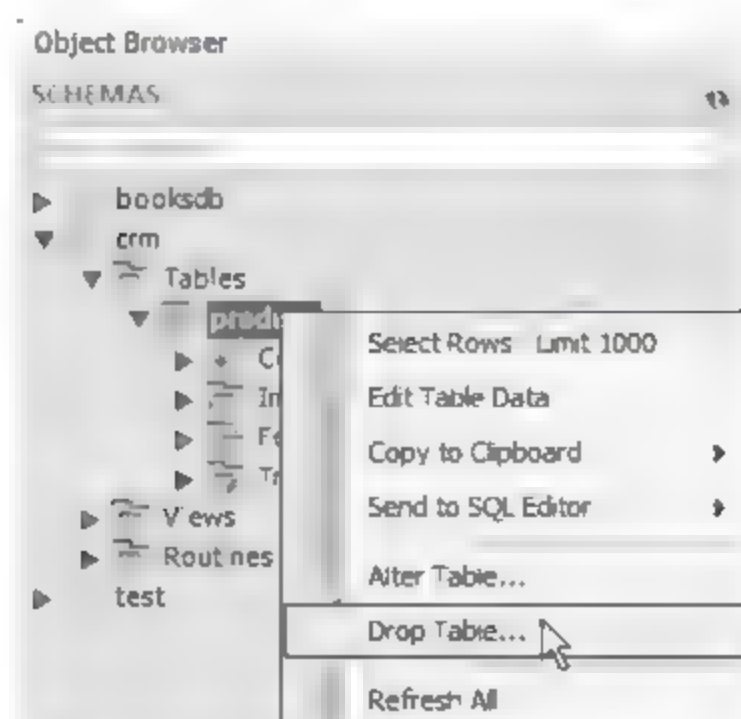 Object Browser
SCHEMAS
booksdb
crm
Tables
Select Rows Limit 1000
Edit Table Data
Copy to Clipboard
Send to SQL Editor
Views
Routines
Alter Table...
test
Drop Table...
Refresh All